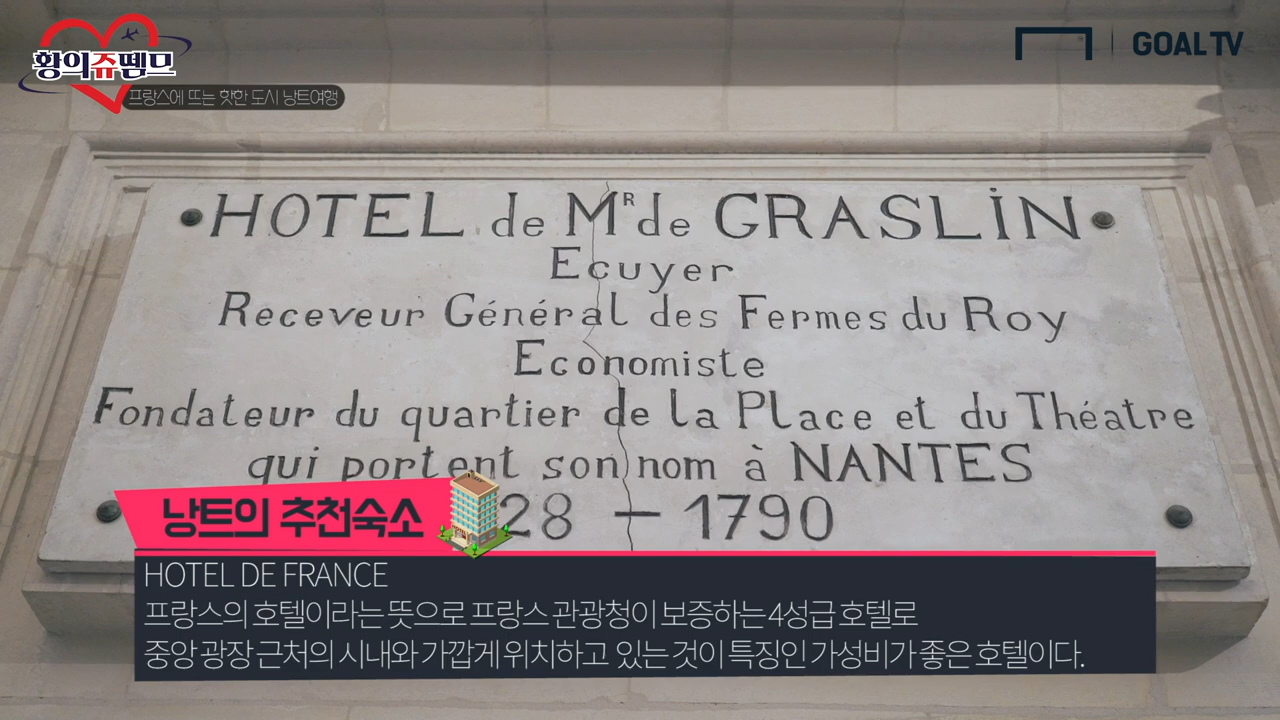 황의쥬뗌므
프랑스에 뜨는 핫한 도시 낭트여행
GOAL TV
HOTEL de MR de GRASLİN
Ecuyer
Receveur Général des Fermes du Roy
Economiste
Fondateur du quartier de la Place et du Théatre
qui portent son nom à NANTES
28 — 1790
낭트의 추천숙소
HOTEL DE FRANCE
프랑스의 호텔이라는 뜻으로 프랑스 관광청이 보증하는 4성급 호텔로
중앙 광장 근처의 시내와 가깝게 위치하고 있는 것이 특징인 가성비가 좋은 호텔이다.